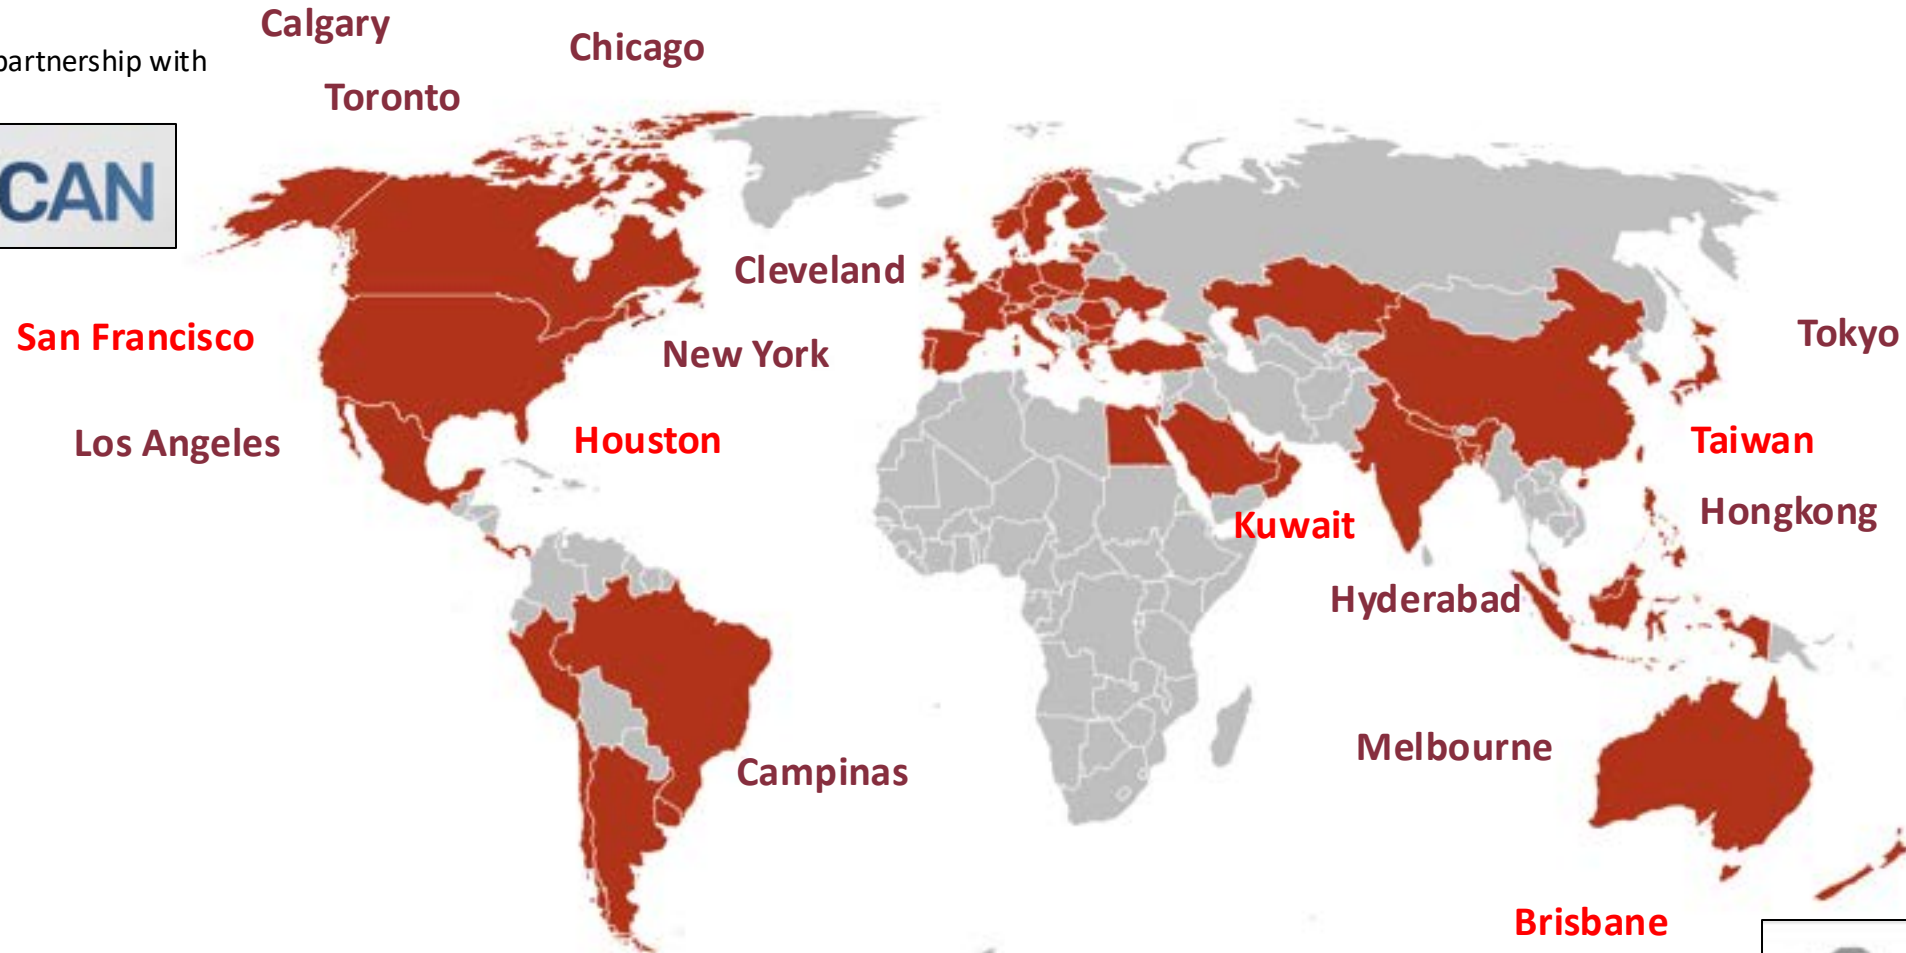 Calgary
Chicago
partnership with
Toronto
CAN
Cleveland
San Francisco
New York
Tokyo
Los Angeles
Houston
Taiwan
Hongkong
Kuwait
Hyderabad
Melbourne
Campinas
Brisbane